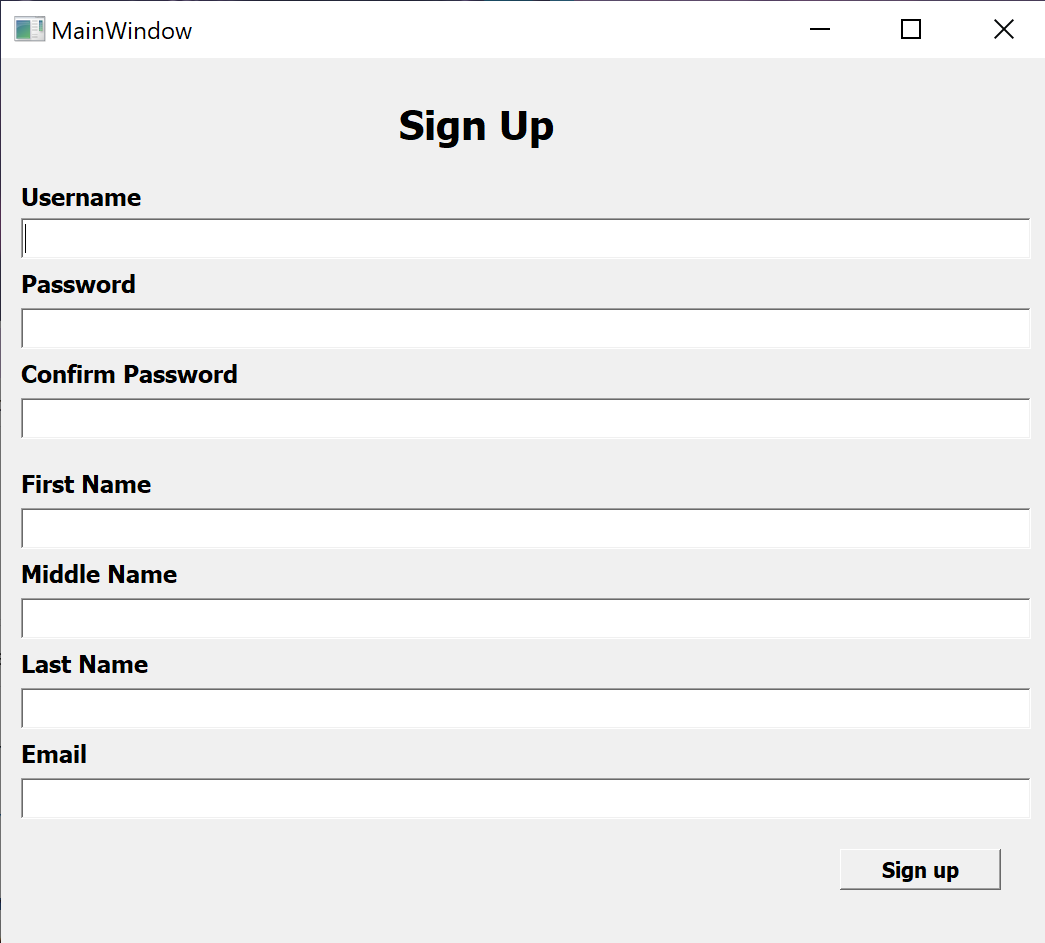 MainWindow
Sign Up
Username
Password
Confirm Password
First Name
Middle Name
Last Name
Email
Sign up